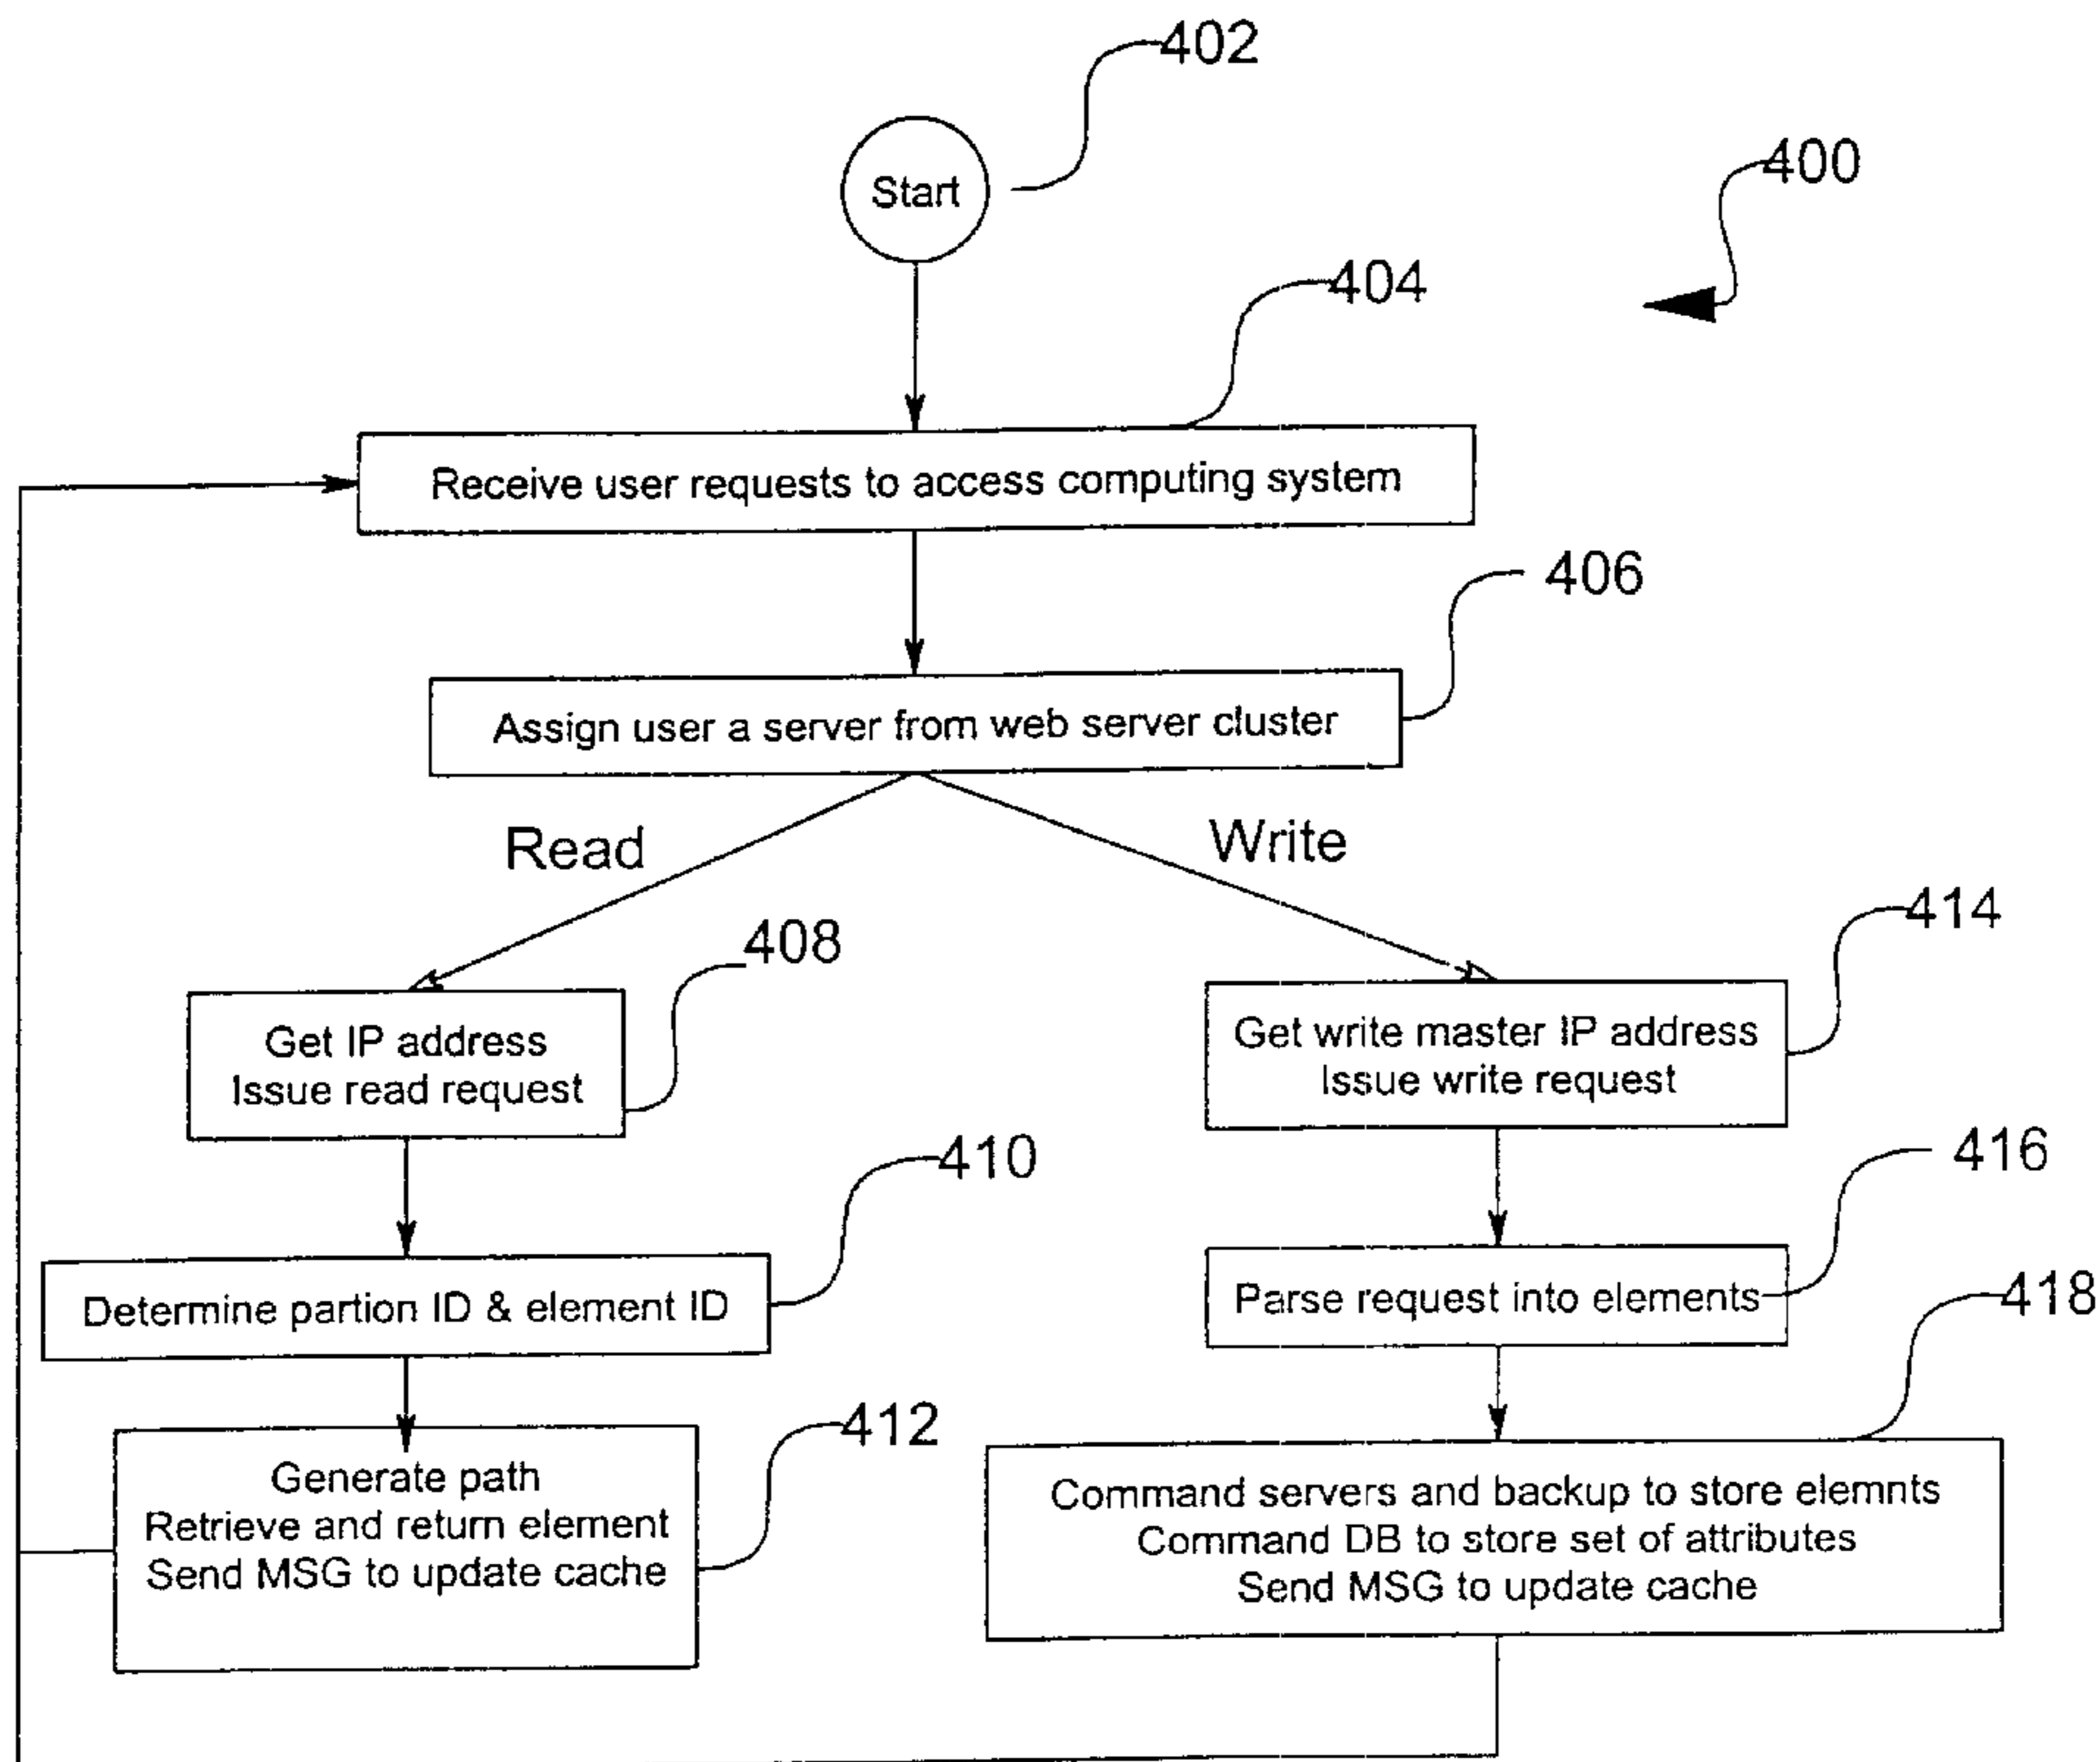 402
Start
400
404
Receive user requests to access computing system
406
Assign user a server from web server cluster
Read
Write
408
Get IP address
Issue read request
414
Get write master IP address
Issue write request
410
Determine partion ID & element ID
416
Parse request into elements
412
Generate path
Retrieve and return element
Send MSG to update cache
418
Command servers and backup to store elemnts
Command DB to store set of attributes
Send MSG to update cache